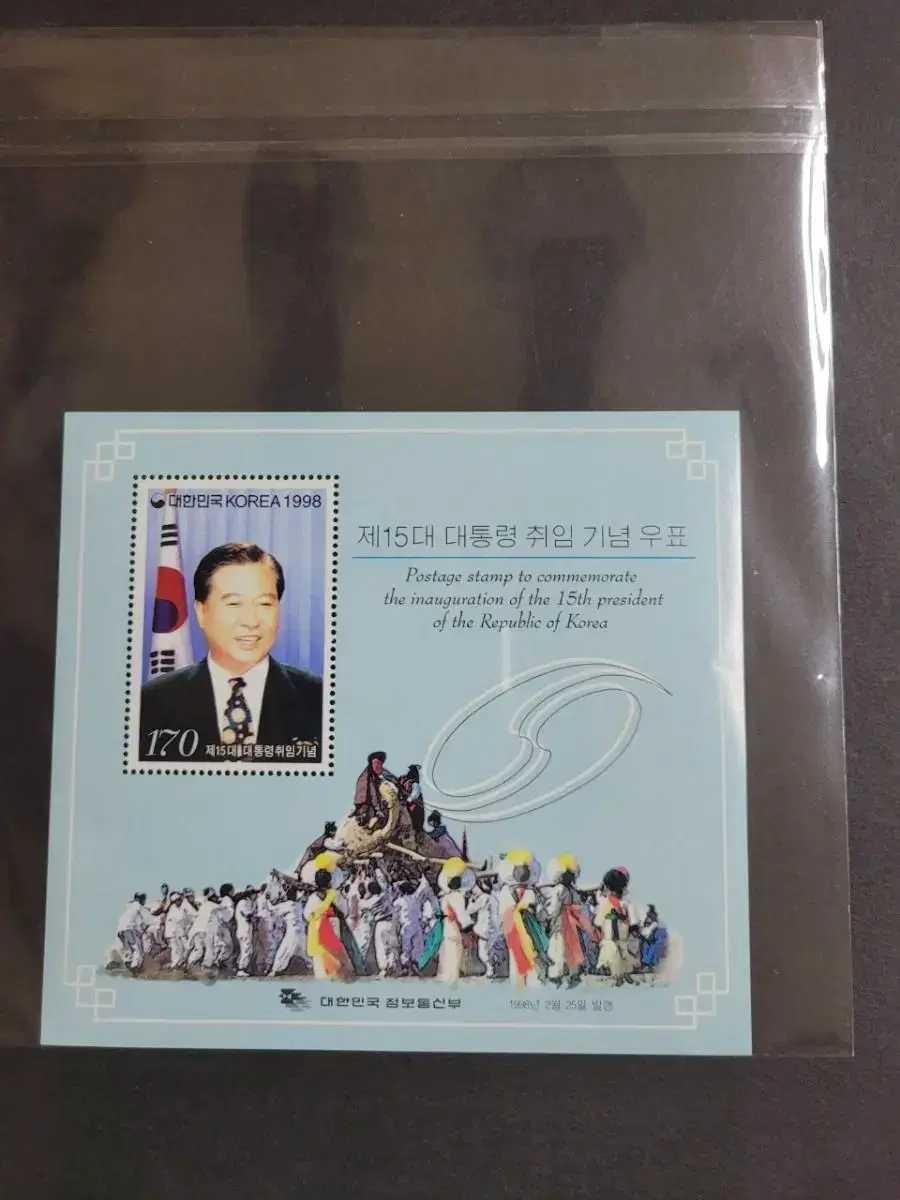 대한민국 KOREA 1998
170 제15대 대통령취임기념
제15대 대통령 취임 기념 우표
Postage stamp to commemorate
the inauguration of the 15th president
of the Republic of Korea
대한민국 정보통신부
1998년 2월 25일 발행